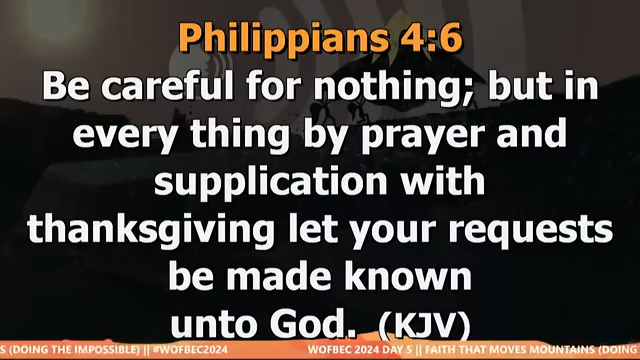 Philippians 4:6
Be careful for nothing; but in
every thing by prayer and
supplication with
thanksgiving let your requests
be made known
unto God. (KJV)
S (DOING THE IMPOSSIBLE) || #WOFBEC2024 WOFBEC 2024 DAY 5 || FAITH THAT MOVES MOUNTAINS (DOING